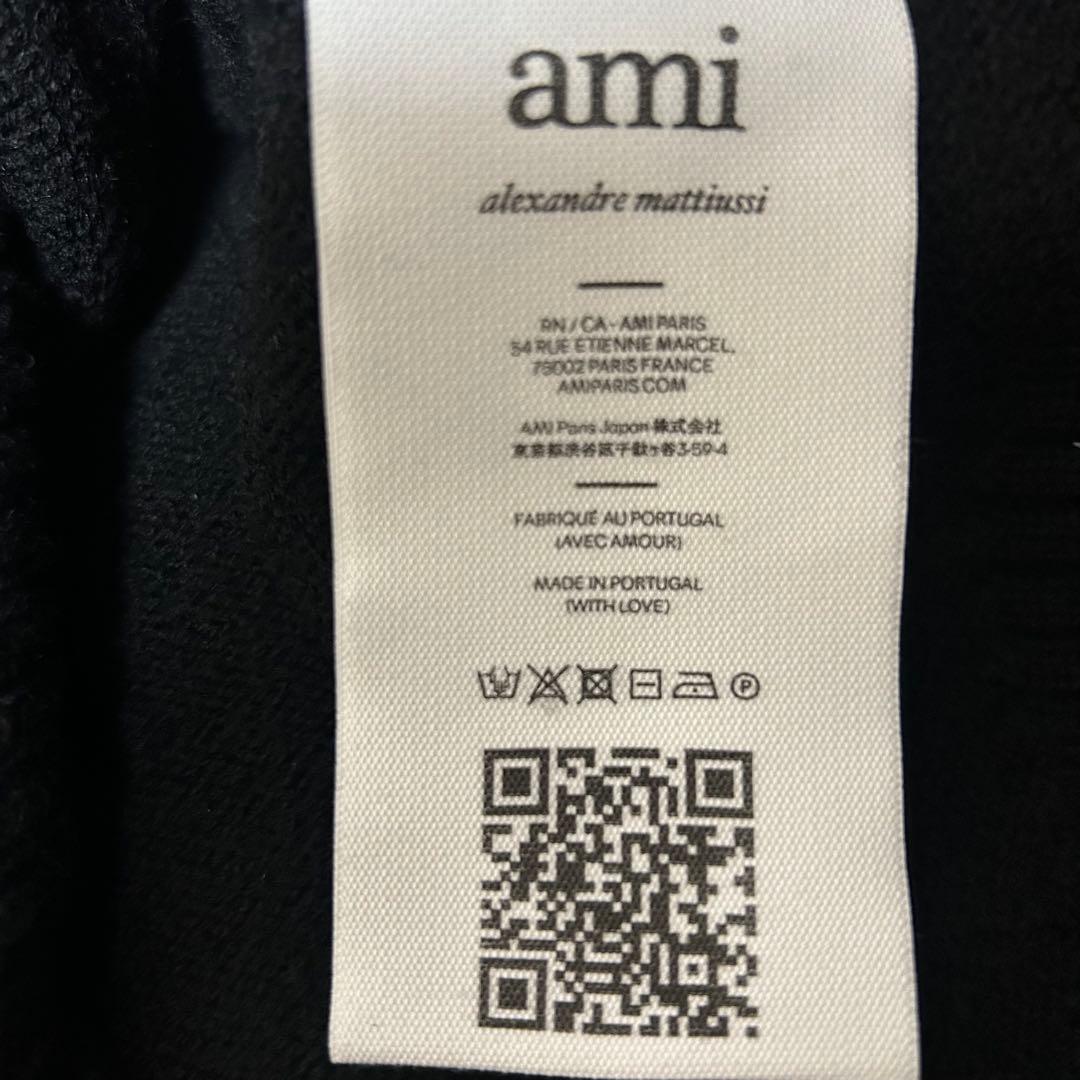 ami
alexandre mattiussi
RN / CA - AMI PARIS
54 RUE ETIENNE MARCEL,
75002 PARIS FRANCE
AMIPARIS.COM
AMI Paris Japan 株式会社
東京都渋谷区千駄ヶ谷3-59-4
FABRIQUÉ AU PORTUGAL
(AVEC AMOUR)
MADE IN PORTUGAL
(WITH LOVE)
P